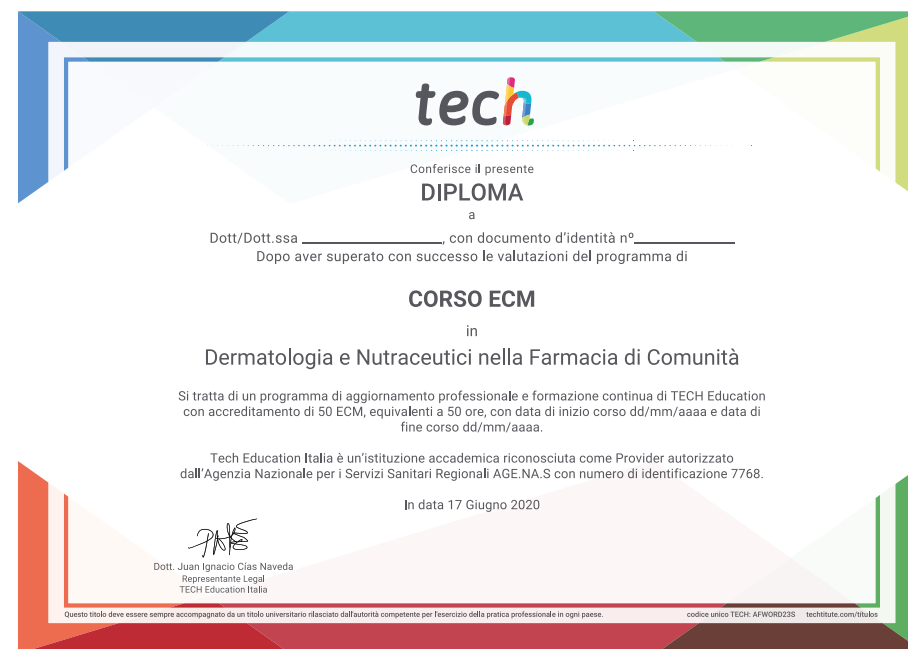 tech
Conferisce il presente
DIPLOMA
a
Dott/Dott.ssa ____________________, con documento d'identità nº______________
Dopo aver superato con successo le valutazioni del programma di
CORSO ECM
in
Dermatologia e Nutraceutici nella Farmacia di Comunità
Si tratta di un programma di aggiornamento professionale e formazione continua di TECH Education
con accreditamento di 50 ECM, equivalenti a 50 ore, con data di inizio corso dd/mm/aaaa e data di
fine corso dd/mm/aaaa.
Tech Education Italia è un'istituzione accademica riconosciuta come Provider autorizzato
dall'Agenzia Nazionale per i Servizi Sanitari Regionali AGE.NA.S con numero di identificazione 7768.
In data 17 Giugno 2020
Dott. Juan Ignacio Cías Naveda
Representante Legal
TECH Education Italia
Questo titolo deve essere sempre accompagnato da un titolo universitario rilasciato dall'autorità competente per l'esercizio della pratica professionale in ogni paese. codice unico TECH: AFWORD23S techtitute.com/titulos